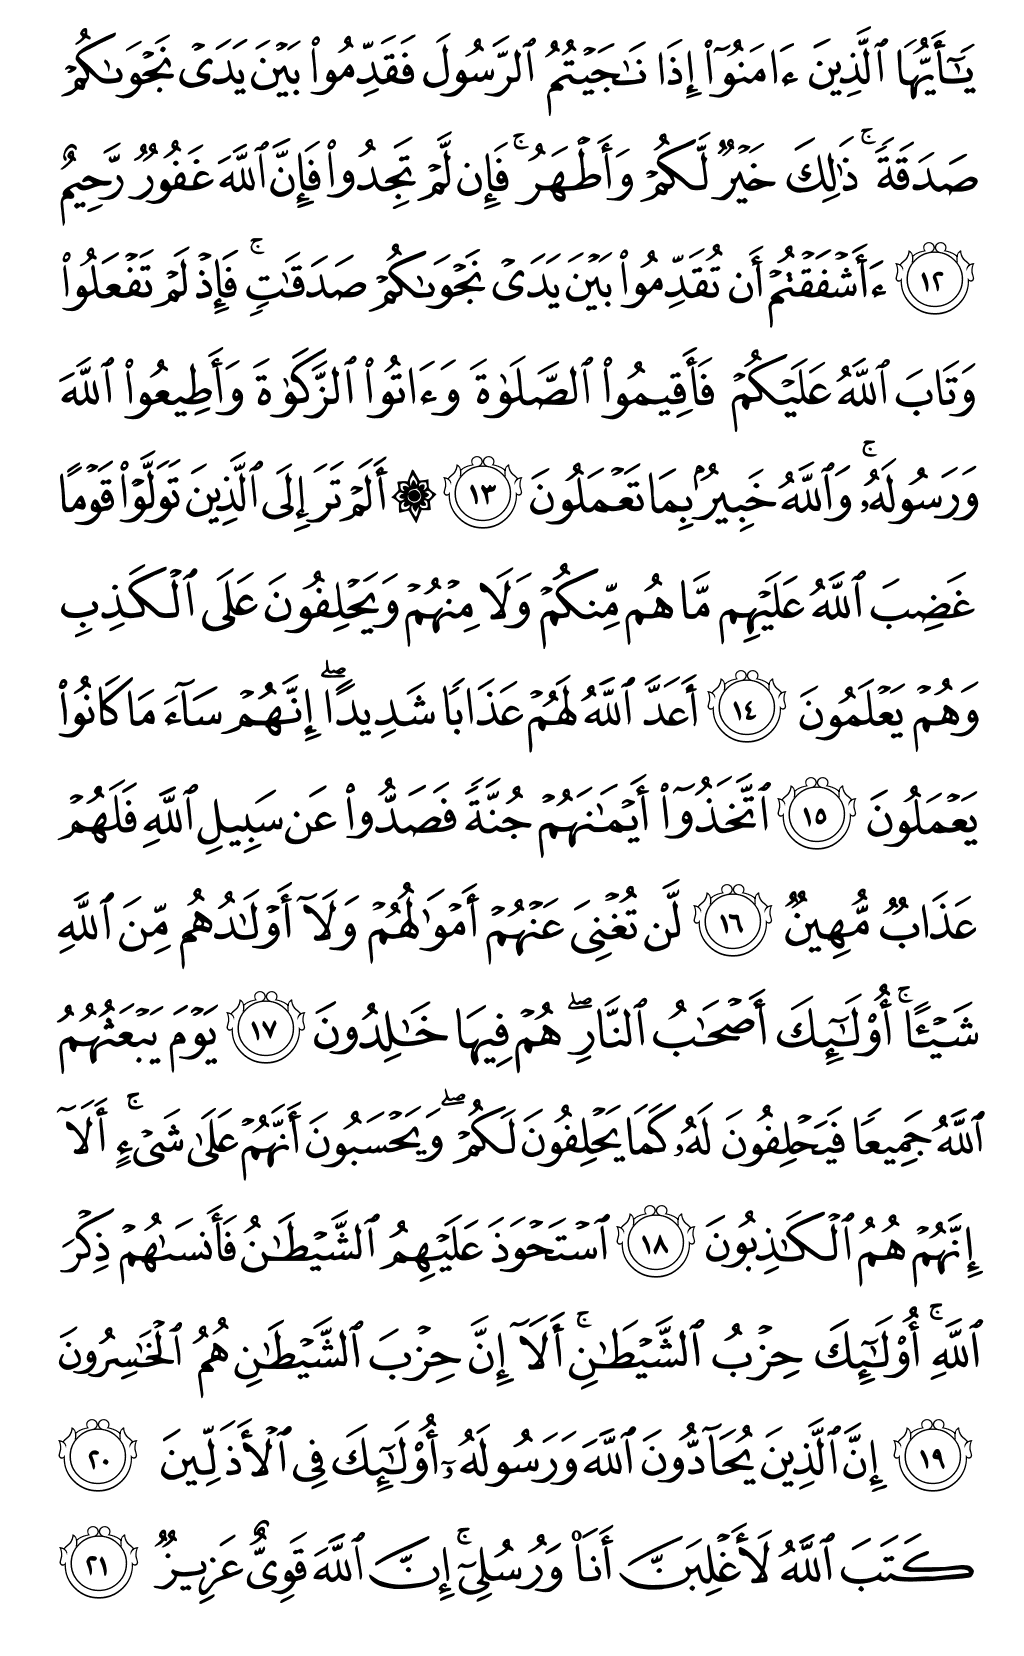 يَٰٓأَيُّهَا ٱلَّذِينَ ءَامَنُوٓا۟ إِذَا نَٰجَيْتُمُ ٱلرَّسُولَ فَقَدِّمُوا۟ بَيْنَ يَدَىْ نَجْوَىٰكُمْ
صَدَقَةً ۚ ذَٰلِكَ خَيْرٌ لَّكُمْ وَأَطْهَرُ ۚ فَإِن لَّمْ تَجِدُوا۟ فَإِنَّ ٱللَّهَ غَفُورٌ رَّحِيمٌ
١٢ ءَأَشْفَقْتُمْ أَن تُقَدِّمُوا۟ بَيْنَ يَدَىْ نَجْوَىٰكُمْ صَدَقَٰتٍ ۚ فَإِذْ لَمْ تَفْعَلُوا۟
وَتَابَ ٱللَّهُ عَلَيْكُمْ فَأَقِيمُوا۟ ٱلصَّلَوٰةَ وَءَاتُوا۟ ٱلزَّكَوٰةَ وَأَطِيعُوا۟ ٱللَّهَ
وَرَسُولَهُۥ ۚ وَٱللَّهُ خَبِيرٌۢ بِمَا تَعْمَلُونَ ١٣ ۞ أَلَمْ تَرَ إِلَى ٱلَّذِينَ تَوَلَّوْا۟ قَوْمًا
غَضِبَ ٱللَّهُ عَلَيْهِم مَّا هُم مِّنكُمْ وَلَا مِنْهُمْ وَيَحْلِفُونَ عَلَى ٱلْكَذِبِ
وَهُمْ يَعْلَمُونَ ١٤ أَعَدَّ ٱللَّهُ لَهُمْ عَذَابًا شَدِيدًا ۖ إِنَّهُمْ سَآءَ مَا كَانُوا۟
يَعْمَلُونَ ١٥ ٱتَّخَذُوٓا۟ أَيْمَٰنَهُمْ جُنَّةً فَصَدُّوا۟ عَن سَبِيلِ ٱللَّهِ فَلَهُمْ
عَذَابٌ مُّهِينٌ ١٦ لَّن تُغْنِىَ عَنْهُمْ أَمْوَٰلُهُمْ وَلَآ أَوْلَٰدُهُم مِّنَ ٱللَّهِ
شَيْـًٔا ۚ أُو۟لَٰٓئِكَ أَصْحَٰبُ ٱلنَّارِ ۖ هُمْ فِيهَا خَٰلِدُونَ ١٧ يَوْمَ يَبْعَثُهُمُ
ٱللَّهُ جَمِيعًا فَيَحْلِفُونَ لَهُۥ كَمَا يَحْلِفُونَ لَكُمْ ۖ وَيَحْسَبُونَ أَنَّهُمْ عَلَىٰ شَىْءٍ ۚ أَلَآ
إِنَّهُمْ هُمُ ٱلْكَٰذِبُونَ ١٨ ٱسْتَحْوَذَ عَلَيْهِمُ ٱلشَّيْطَٰنُ فَأَنسَىٰهُمْ ذِكْرَ
ٱللَّهِ ۚ أُو۟لَٰٓئِكَ حِزْبُ ٱلشَّيْطَٰنِ ۚ أَلَآ إِنَّ حِزْبَ ٱلشَّيْطَٰنِ هُمُ ٱلْخَٰسِرُونَ
١٩ إِنَّ ٱلَّذِينَ يُحَآدُّونَ ٱللَّهَ وَرَسُولَهُۥٓ أُو۟لَٰٓئِكَ فِى ٱلْأَذَلِّينَ ٢٠
كَتَبَ ٱللَّهُ لَأَغْلِبَنَّ أَنَا۠ وَرُسُلِىٓ ۚ إِنَّ ٱللَّهَ قَوِىٌّ عَزِيزٌ ٢١